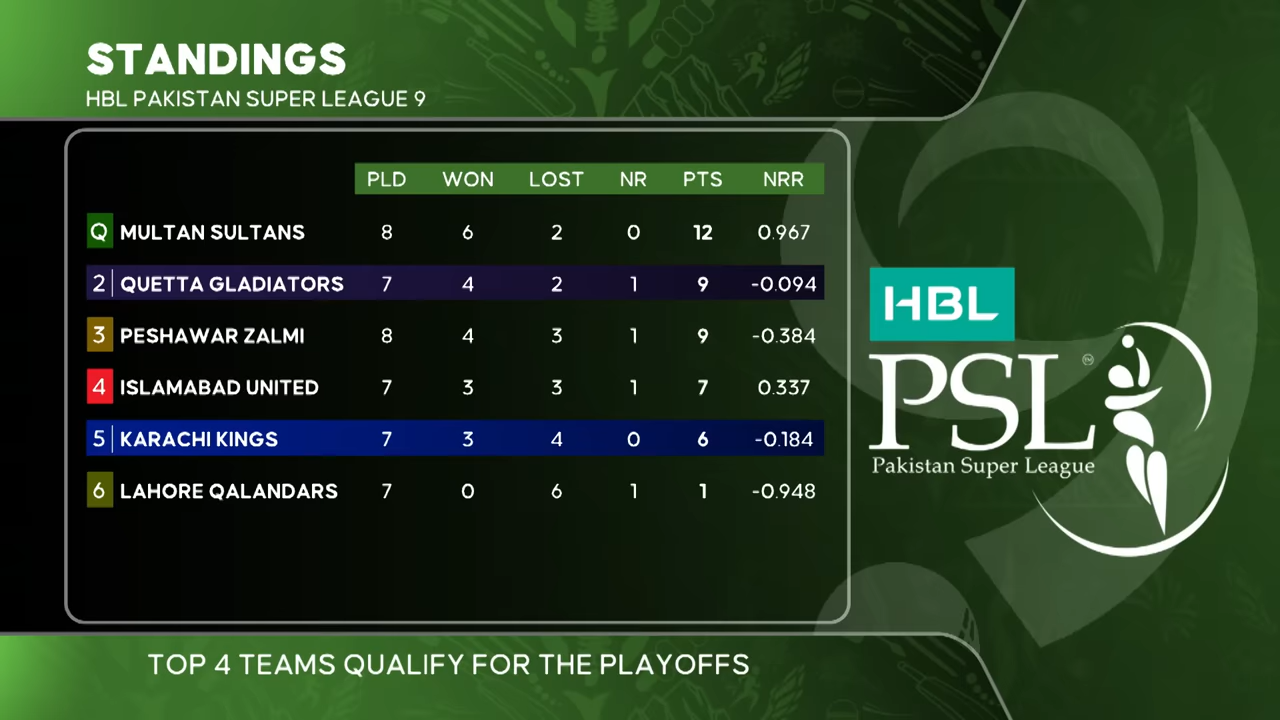 STANDINGS
HBL PAKISTAN SUPER LEAGUE 9
PLD WON LOST NR PTS NRR
Q MULTAN SULTANS 8 6 2 0 12 0.967
2 QUETTA GLADIATORS 7 4 2 1 9 -0.094
3 PESHAWAR ZALMI 8 4 3 1 9 -0.384
4 ISLAMABAD UNITED 7 3 3 1 7 0.337
5 KARACHI KINGS 7 3 4 0 6 -0.184
6 LAHORE QALANDARS 7 0 6 1 1 -0.948
HBL
PSL™
Pakistan Super League
TOP 4 TEAMS QUALIFY FOR THE PLAYOFFS